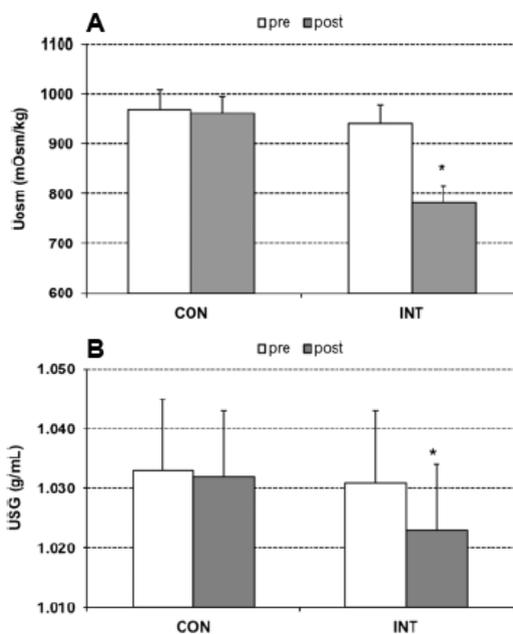 A
pre post
1100
1000
900
800
700
600
Uosm (mOsm/kg)
*
CON INT
B
pre post
1.050
1.040
1.030
1.020
1.010
USG (g/mL)
*
CON INT